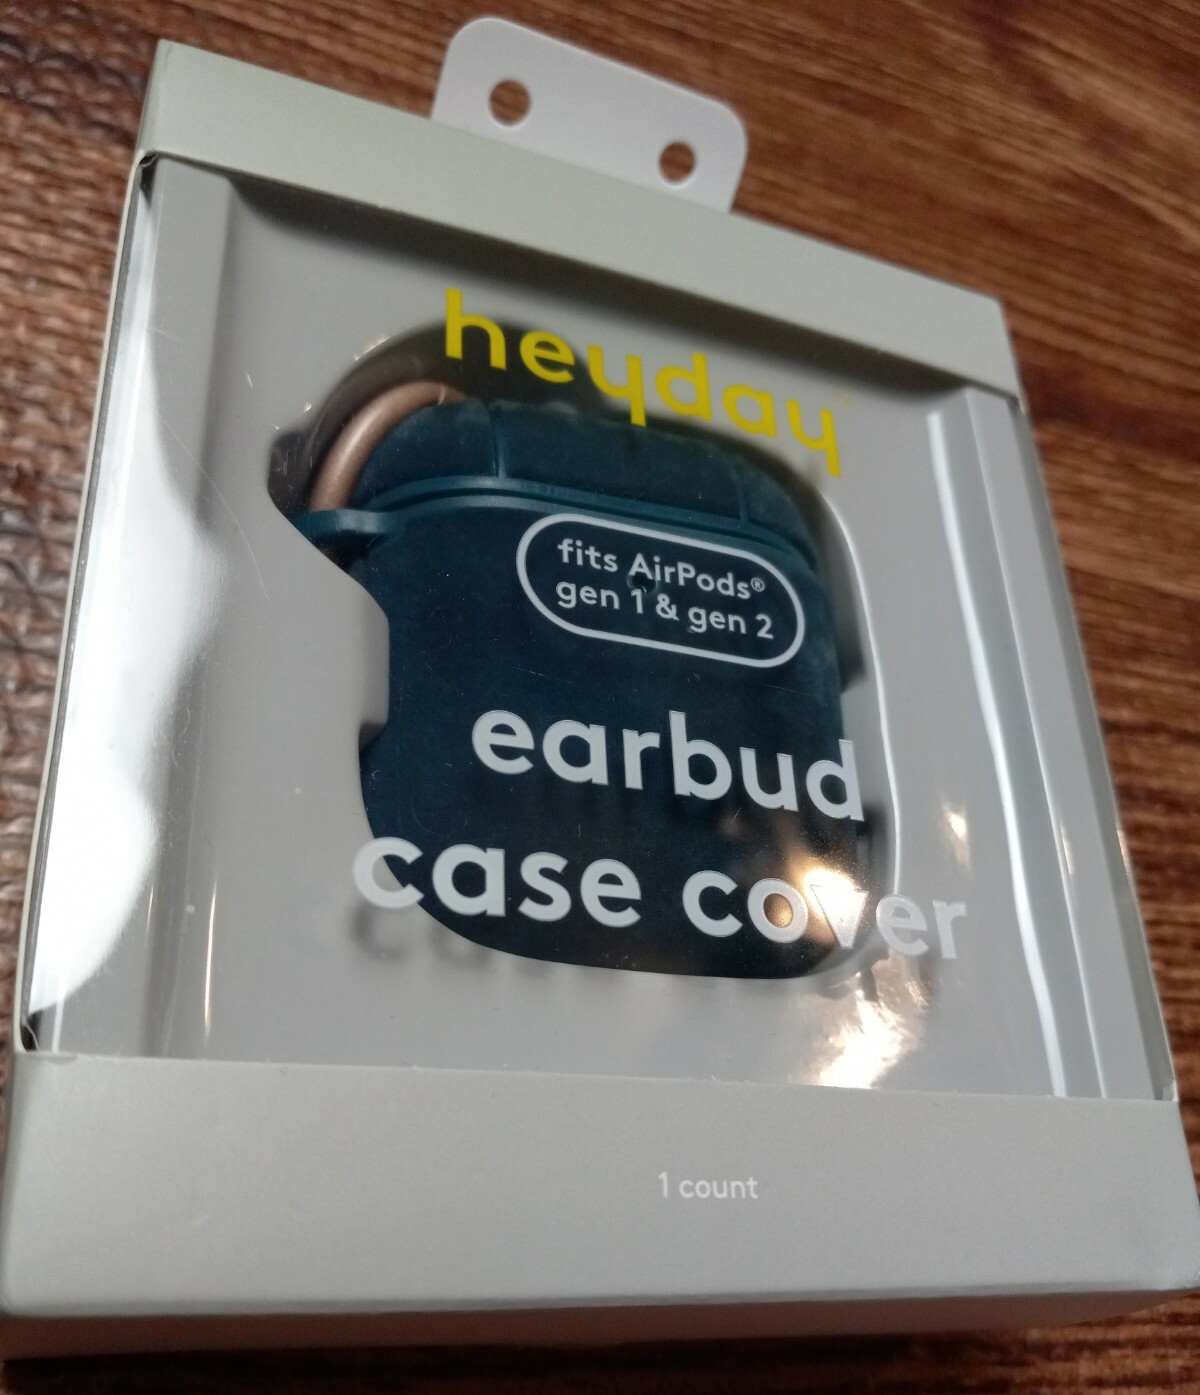 heyday
fits AirPods®
gen 1 & gen 2
earbud
case cover
1 count